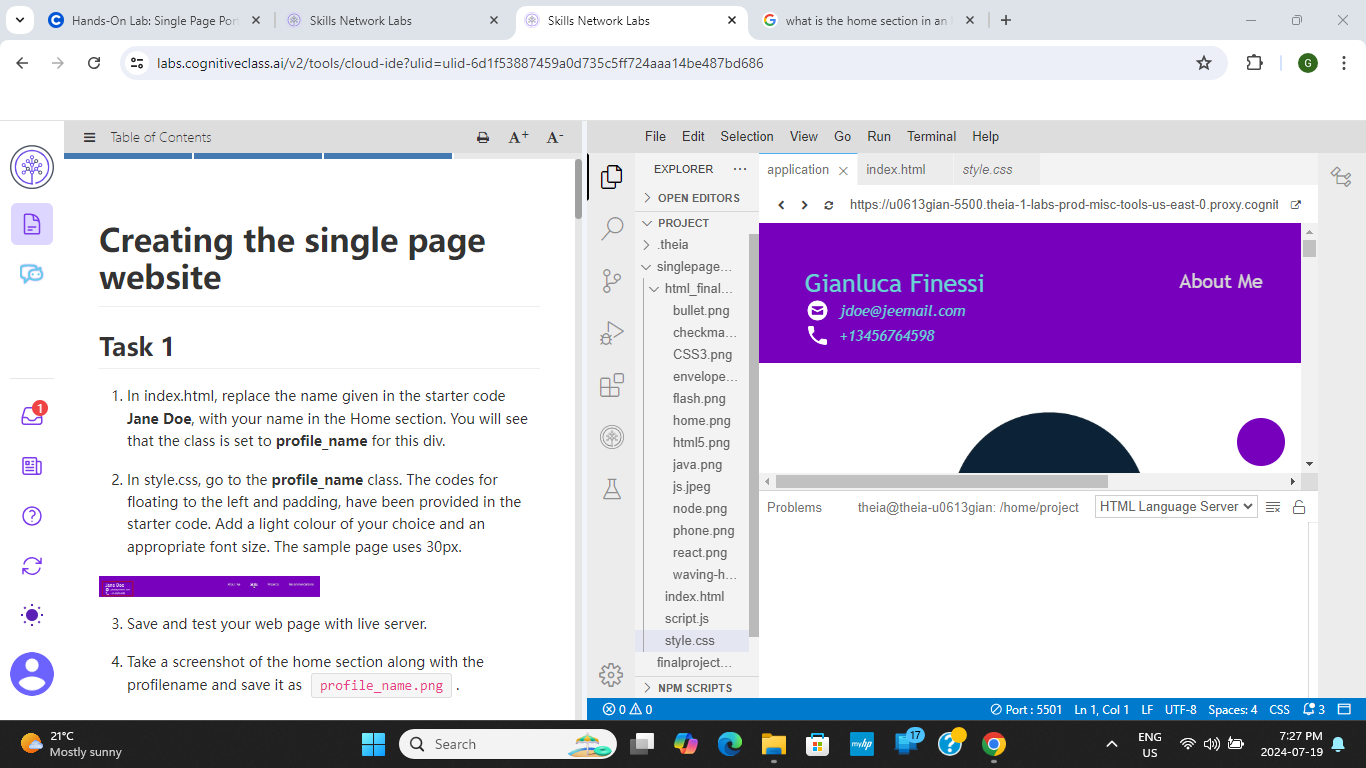 Hands-On Lab: Single Page Port
Skills Network Labs
Skills Network Labs
what is the home section in an
labs.cognitiveclass.ai/v2/tools/cloud-ide?ulid=ulid-6d1f53887459a0d735c5ff724aaa14be487bd686
G
Table of Contents
A+ A-
File Edit Selection View Go Run Terminal Help
1
Creating the single page
website
Task 1
1. In index.html, replace the name given in the starter code
Jane Doe, with your name in the Home section. You will see
that the class is set to profile_name for this div.
2. In style.css, go to the profile_name class. The codes for
floating to the left and padding, have been provided in the
starter code. Add a light colour of your choice and an
appropriate font size. The sample page uses 30px.
Jane Doe
3. Save and test your web page with live server.
4. Take a screenshot of the home section along with the
profilename and save it as profile_name.png .
EXPLORER ...
OPEN EDITORS
PROJECT
.theia
singlepage...
html_final...
bullet.png
checkma...
CSS3.png
envelope...
flash.png
home.png
html5.png
java.png
js.jpeg
node.png
phone.png
react.png
waving-h...
index.html
script.js
style.css
finalproject...
NPM SCRIPTS
application index.html style.css
https://u0613gian-5500.theia-1-labs-prod-misc-tools-us-east-0.proxy.cognit
Gianluca Finessi
About Me
jdoe@jeemail.com
+13456764598
Problems theia@theia-u0613gian: /home/project HTML Language Server
0 0 Port : 5501 Ln 1, Col 1 LF UTF-8 Spaces: 4 CSS 3
21°C
Mostly sunny
Search
myhp
17
ENG
US
7:27 PM
2024-07-19